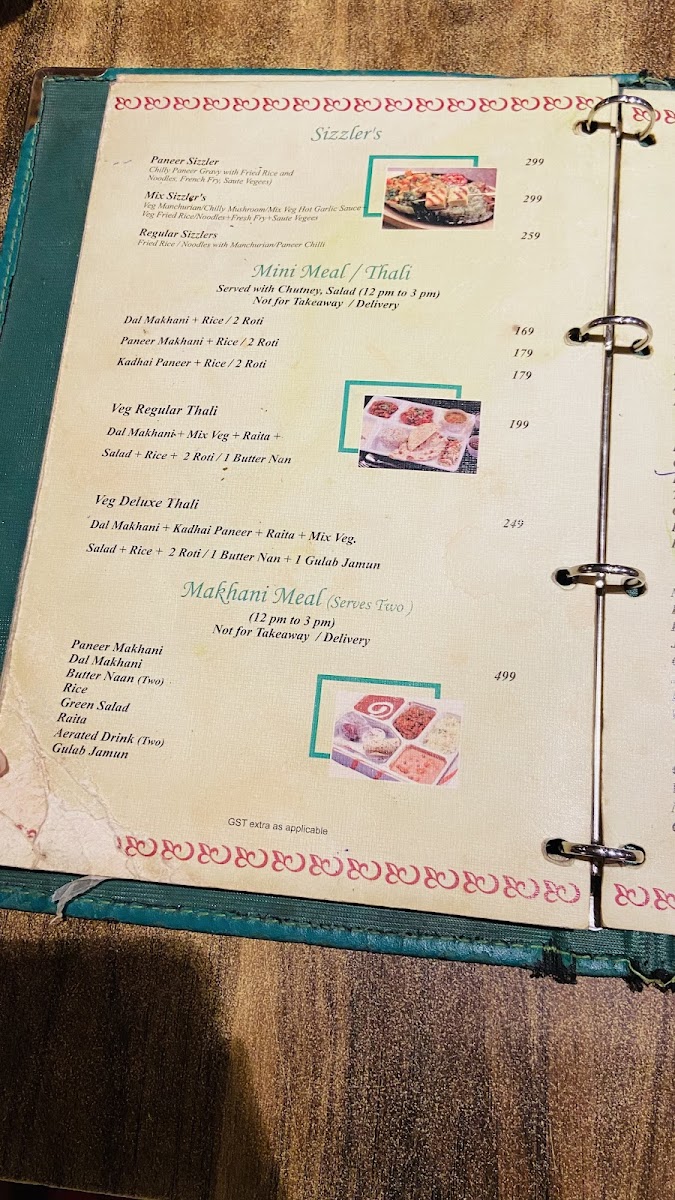 Sizzler's
Paneer Sizzler 299
Chilly Paneer Gravy with Fried Rice and
Noodles, French Fry, Saute Vegees)
Mix Sizzler's 299
Veg Manchurian/Chilly Mushroom/Mix Veg Hot Garlic Sauce
Veg Fried Rice/Noodles+Fresh Fry+Saute Vegees
Regular Sizzlers 259
Fried Rice / Noodles with Manchurian/Paneer Chilli
Mini Meal / Thali
Served with Chutney, Salad (12 pm to 3 pm)
Not for Takeaway / Delivery
Dal Makhani + Rice / 2 Roti 169
Paneer Makhani + Rice / 2 Roti 179
Kadhai Paneer + Rice / 2 Roti 179
Veg Regular Thali 199
Dal Makhani + Mix Veg + Raita +
Salad + Rice + 2 Roti / 1 Butter Nan
Veg Deluxe Thali 249
Dal Makhani + Kadhai Paneer + Raita + Mix Veg.
Salad + Rice + 2 Roti / 1 Butter Nan + 1 Gulab Jamun
Makhani Meal (Serves Two)
(12 pm to 3 pm)
Not for Takeaway / Delivery
Paneer Makhani 499
Dal Makhani
Butter Naan (Two)
Rice
Green Salad
Raita
Aerated Drink (Two)
Gulab Jamun
GST extra as applicable